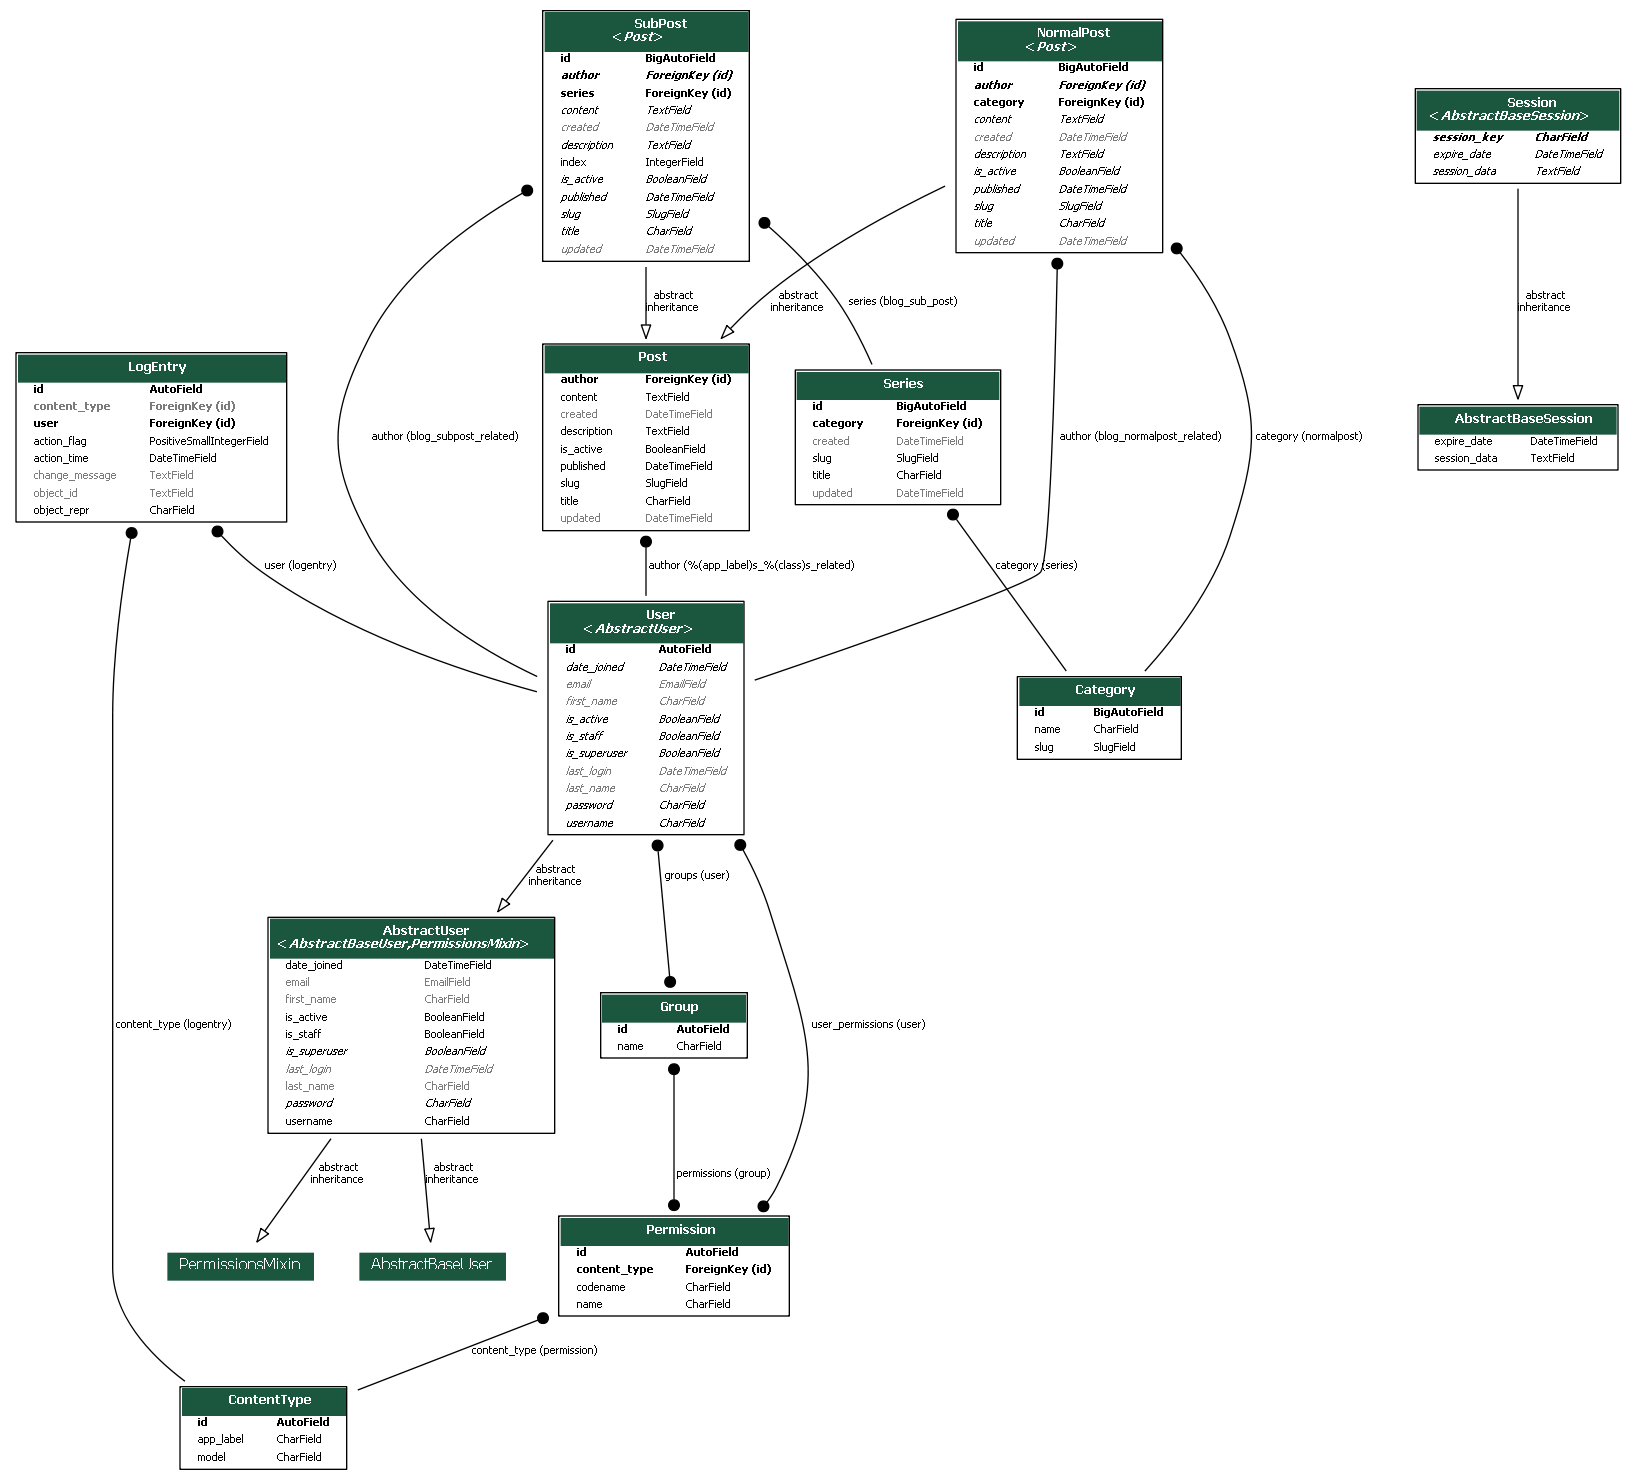 SubPost
<Post>
id BigAutoField
author ForeignKey (id)
series ForeignKey (id)
content TextField
created DateTimeField
description TextField
index IntegerField
is_active BooleanField
published DateTimeField
slug SlugField
title CharField
updated DateTimeField
NormalPost
<Post>
id BigAutoField
author ForeignKey (id)
category ForeignKey (id)
content TextField
created DateTimeField
description TextField
is_active BooleanField
published DateTimeField
slug SlugField
title CharField
updated DateTimeField
Session
<AbstractBaseSession>
session_key CharField
expire_date DateTimeField
session_data TextField
abstract
inheritance
abstract
inheritance
series (blog_sub_post)
abstract
inheritance
LogEntry
id AutoField
content_type ForeignKey (id)
user ForeignKey (id)
action_flag PositiveSmallIntegerField
action_time DateTimeField
change_message TextField
object_id TextField
object_repr CharField
author (blog_subpost_related)
Post
author ForeignKey (id)
content TextField
created DateTimeField
description TextField
is_active BooleanField
published DateTimeField
slug SlugField
title CharField
updated DateTimeField
Series
id BigAutoField
category ForeignKey (id)
created DateTimeField
slug SlugField
title CharField
updated DateTimeField
author (blog_normalpost_related)
category (normalpost)
AbstractBaseSession
expire_date DateTimeField
session_data TextField
user (logentry)
author (%(app_label)s_%(class)s_related)
category (series)
User
<AbstractUser>
id AutoField
date_joined DateTimeField
email EmailField
first_name CharField
is_active BooleanField
is_staff BooleanField
is_superuser BooleanField
last_login DateTimeField
last_name CharField
password CharField
username CharField
Category
id BigAutoField
name CharField
slug SlugField
abstract
inheritance
groups (user)
AbstractUser
<AbstractBaseUser,PermissionsMixin>
date_joined DateTimeField
email EmailField
first_name CharField
is_active BooleanField
is_staff BooleanField
is_superuser BooleanField
last_login DateTimeField
last_name CharField
password CharField
username CharField
Group
id AutoField
name CharField
content_type (logentry)
user_permissions (user)
abstract
inheritance
abstract
inheritance
permissions (group)
PermissionsMixin
AbstractBaseUser
Permission
id AutoField
content_type ForeignKey (id)
codename CharField
name CharField
content_type (permission)
ContentType
id AutoField
app_label CharField
model CharField